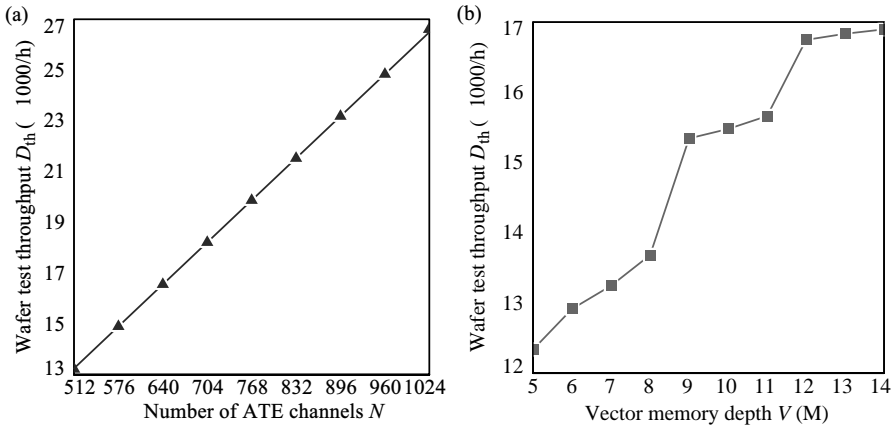 (a)
27
25
23
21
19
17
15
13
Wafer test throughput D_th (  1000/h)
512 576 640 704 768 832 896 960 1024
Number of ATE channels N
(b)
17
16
15
14
13
12
Wafer test throughput D_th (  1000/h)
5 6 7 8 9 10 11 12 13 14
Vector memory depth V (M)